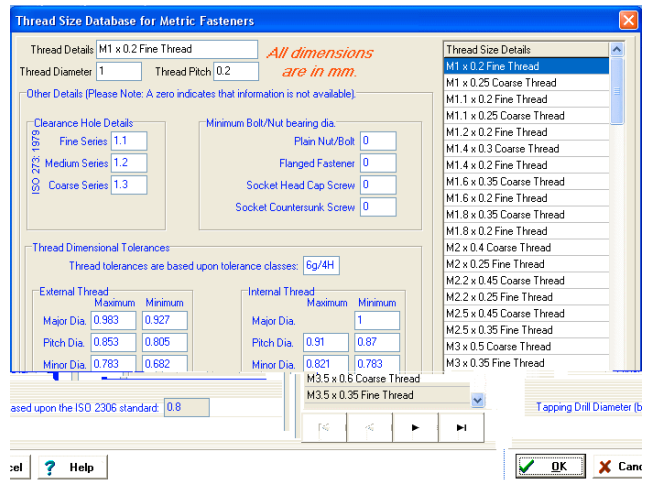 Thread Size Database for Metric Fasteners
Thread Details M1 x 0.2 Fine Thread
All dimensions
are in mm.
Thread Diameter 1 Thread Pitch 0.2
Other Details (Please Note: A zero indicates that information is not available).
Clearance Hole Details
ISO 273: 1979
Fine Series 1.1
Medium Series 1.2
Coarse Series 1.3
Minimum Bolt/Nut bearing dia.
Plain Nut/Bolt 0
Flanged Fastener 0
Socket Head Cap Screw 0
Socket Countersunk Screw 0
Thread Dimensional Tolerances
Thread tolerances are based upon tolerance classes: 6g/4H
External Thread
Maximum Minimum
Major Dia. 0.983 0.927
Pitch Dia. 0.853 0.805
Minor Dia. 0.783 0.682
Internal Thread
Maximum Minimum
Major Dia. 1
Pitch Dia. 0.91 0.87
Minor Dia. 0.821 0.783
Thread Size Details
M1 x 0.2 Fine Thread
M1 x 0.25 Coarse Thread
M1.1 x 0.2 Fine Thread
M1.1 x 0.25 Coarse Thread
M1.2 x 0.2 Fine Thread
M1.4 x 0.3 Coarse Thread
M1.4 x 0.2 Fine Thread
M1.6 x 0.35 Coarse Thread
M1.6 x 0.2 Fine Thread
M1.8 x 0.35 Coarse Thread
M1.8 x 0.2 Fine Thread
M2 x 0.4 Coarse Thread
M2 x 0.25 Fine Thread
M2.2 x 0.45 Coarse Thread
M2.2 x 0.25 Fine Thread
M2.5 x 0.45 Coarse Thread
M2.5 x 0.35 Fine Thread
M3 x 0.5 Coarse Thread
M3 x 0.35 Fine Thread
M3.5 x 0.6 Coarse Thread
M3.5 x 0.35 Fine Thread
ased upon the ISO 2306 standard: 0.8
Tapping Drill Diameter (b
cel
? Help
OK
Canc